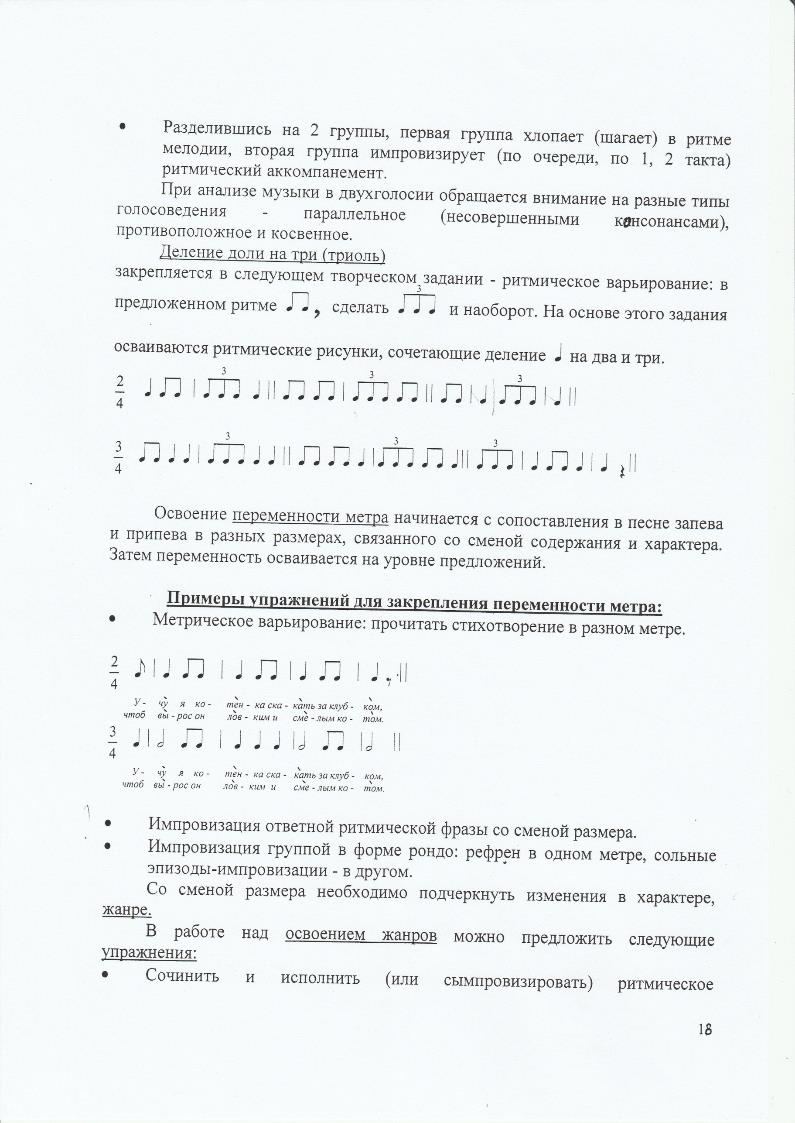 • Разделившись на 2 группы, первая группа хлопает (шагает) в ритме
мелодии, вторая группа импровизирует (по очереди, по 1, 2 такта)
ритмический аккомпанемент.
При анализе музыки в двухголосии обращается внимание на разные типы
голосоведения - параллельное (несовершенными консонансами),
противоположное и косвенное.
Деление доли на три (триоль)
закрепляется в следующем творческом задании - ритмическое варьирование: в
3
предложенном ритме ♫, сделать ♪♪♪ и наоборот. На основе этого задания
осваиваются ритмические рисунки, сочетающие деление ♩ на два и три.
3 3 3
2
4
3 3 3
3
4
Освоение переменности метра начинается с сопоставления в песне запева
и припева в разных размерах, связанного со сменой содержания и характера.
Затем переменность осваивается на уровне предложений.
Примеры упражнений для закрепления переменности метра:
• Метрическое варьирование: прочитать стихотворение в разном метре.
2
4
У - чу я ко - тён - ка ска - кать за клуб - ком,
чтоб вы - рос он лов - ким и сме - лым ко - том.
3
4
У - чу я ко - тён - ка ска - кать за клуб - ком,
чтоб вы - рос он лов - ким и сме - лым ко - том.
• Импровизация ответной ритмической фразы со сменой размера.
• Импровизация группой в форме рондо: рефрен в одном метре, сольные
эпизоды-импровизации - в другом.
Со сменой размера необходимо подчеркнуть изменения в характере,
жанре.
В работе над освоением жанров можно предложить следующие
упражнения:
• Сочинить и исполнить (или сымпровизировать) ритмическое
18